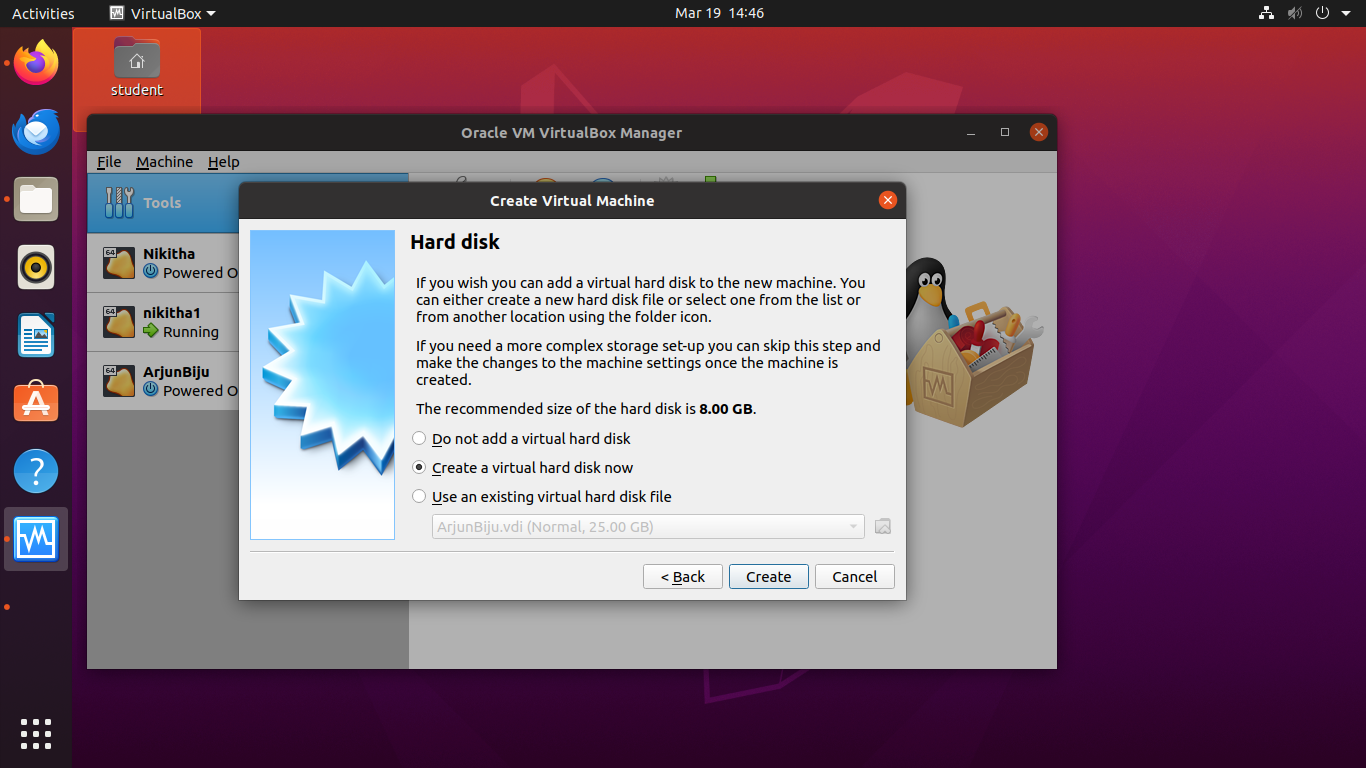 Activities
VirtualBox
Mar 19 14:46
student
Oracle VM VirtualBox Manager
File Machine Help
Tools
64
Nikitha
Powered O
64
nikitha1
Running
64
ArjunBiju
Powered O
Create Virtual Machine
Hard disk
If you wish you can add a virtual hard disk to the new machine. You
can either create a new hard disk file or select one from the list or
from another location using the folder icon.
If you need a more complex storage set-up you can skip this step and
make the changes to the machine settings once the machine is
created.
The recommended size of the hard disk is 8.00 GB.
Do not add a virtual hard disk
Create a virtual hard disk now
Use an existing virtual hard disk file
ArjunBiju.vdi (Normal, 25.00 GB)
< Back
Create
Cancel